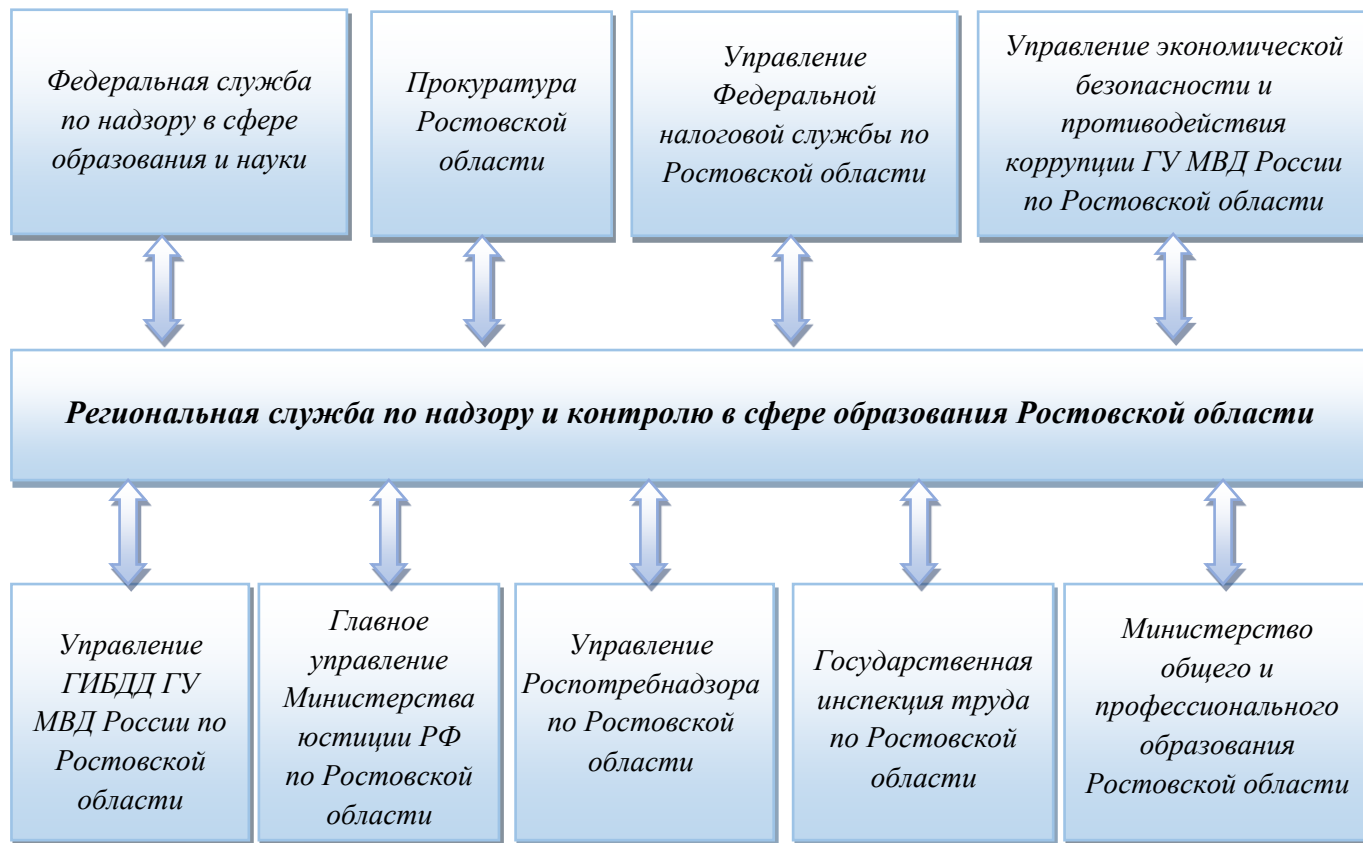 Федеральная служба
по надзору в сфере
образования и науки
Прокуратура
Ростовской
области
Управление
Федеральной
налоговой службы по
Ростовской области
Управление экономической
безопасности и
противодействия
коррупции ГУ МВД России
по Ростовской области
Региональная служба по надзору и контролю в сфере образования Ростовской области
Управление
ГИБДД ГУ
МВД России по
Ростовской
области
Главное
управление
Министерства
юстиции РФ
по Ростовской
области
Управление
Роспотребнадзора
по Ростовской
области
Государственная
инспекция труда
по Ростовской
области
Министерство
общего и
профессионального
образования
Ростовской области